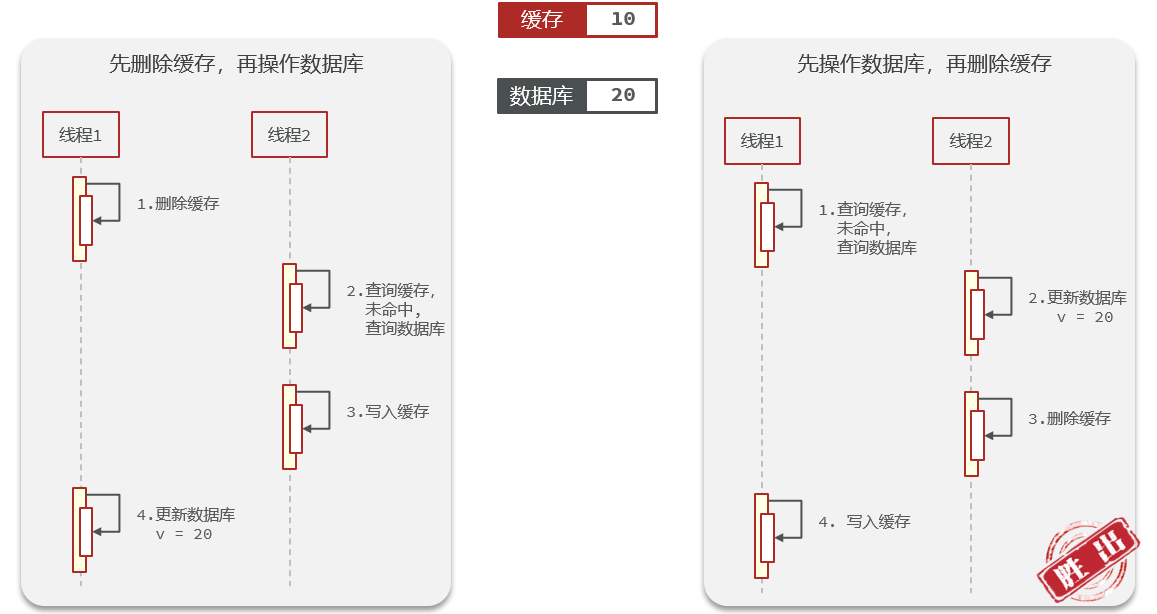 缓存 10
数据库 20
先删除缓存，再操作数据库
线程1
线程2
1.删除缓存
2.查询缓存，
未命中，
查询数据库
3.写入缓存
4.更新数据库
v = 20
先操作数据库，再删除缓存
线程1
线程2
1.查询缓存，
未命中，
查询数据库
2.更新数据库
v = 20
3.删除缓存
4. 写入缓存
胜出